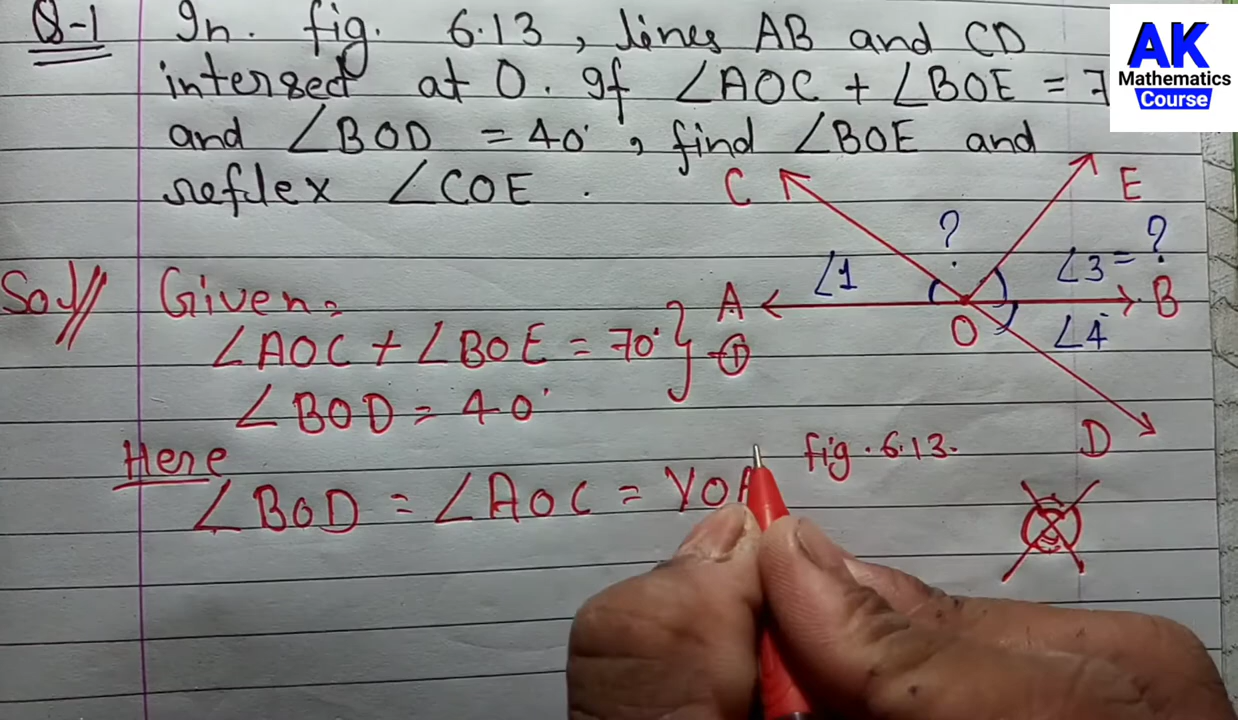 Q-1 In. fig. 6.13, lines AB and CD
intersect at O. If ∠AOC + ∠BOE = 7
and ∠BOD = 40°, find ∠BOE and
reflex ∠COE.
AK
Mathematics
Course
C
E
?
∠1
∠3 = ?
A
B
O
∠4
D
fig. 6.13.
Sol// Given:
∠AOC + ∠BOE = 70° } ①
∠BOD = 40°
Here
∠BOD = ∠AOC = VOA